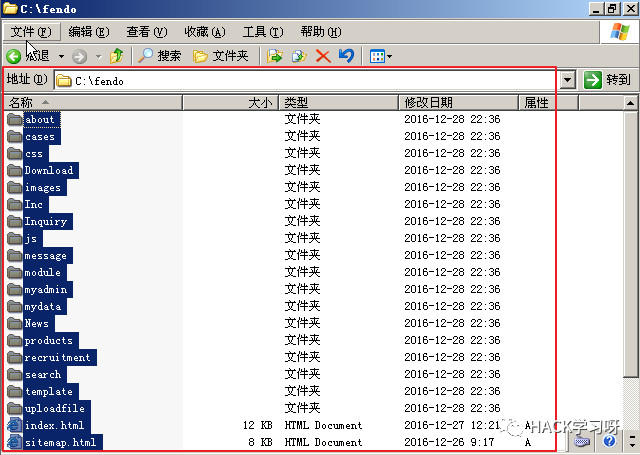 C:\fendo
文件(F) 编辑(E) 查看(V) 收藏(A) 工具(T) 帮助(H)
后退 搜索 文件夹
地址(D) C:\fendo 转到
名称 大小 类型 修改日期 属性
about 文件夹 2016-12-28 22:36
cases 文件夹 2016-12-28 22:36
css 文件夹 2016-12-28 22:36
Download 文件夹 2016-12-28 22:36
images 文件夹 2016-12-28 22:36
Inc 文件夹 2016-12-28 22:36
Inquiry 文件夹 2016-12-28 22:36
js 文件夹 2016-12-28 22:36
message 文件夹 2016-12-28 22:36
module 文件夹 2016-12-28 22:36
myadmin 文件夹 2016-12-28 22:36
mydata 文件夹 2016-12-28 22:36
News 文件夹 2016-12-28 22:36
products 文件夹 2016-12-28 22:36
recruitment 文件夹 2016-12-28 22:36
search 文件夹 2016-12-28 22:36
template 文件夹 2016-12-28 22:36
uploadfile 文件夹 2016-12-28 22:36
index.html 12 KB HTML Document 2016-12-27 12:21 A
HACK学习呀
sitemap.html 8 KB HTML Document 2016-12-26 9:17 A